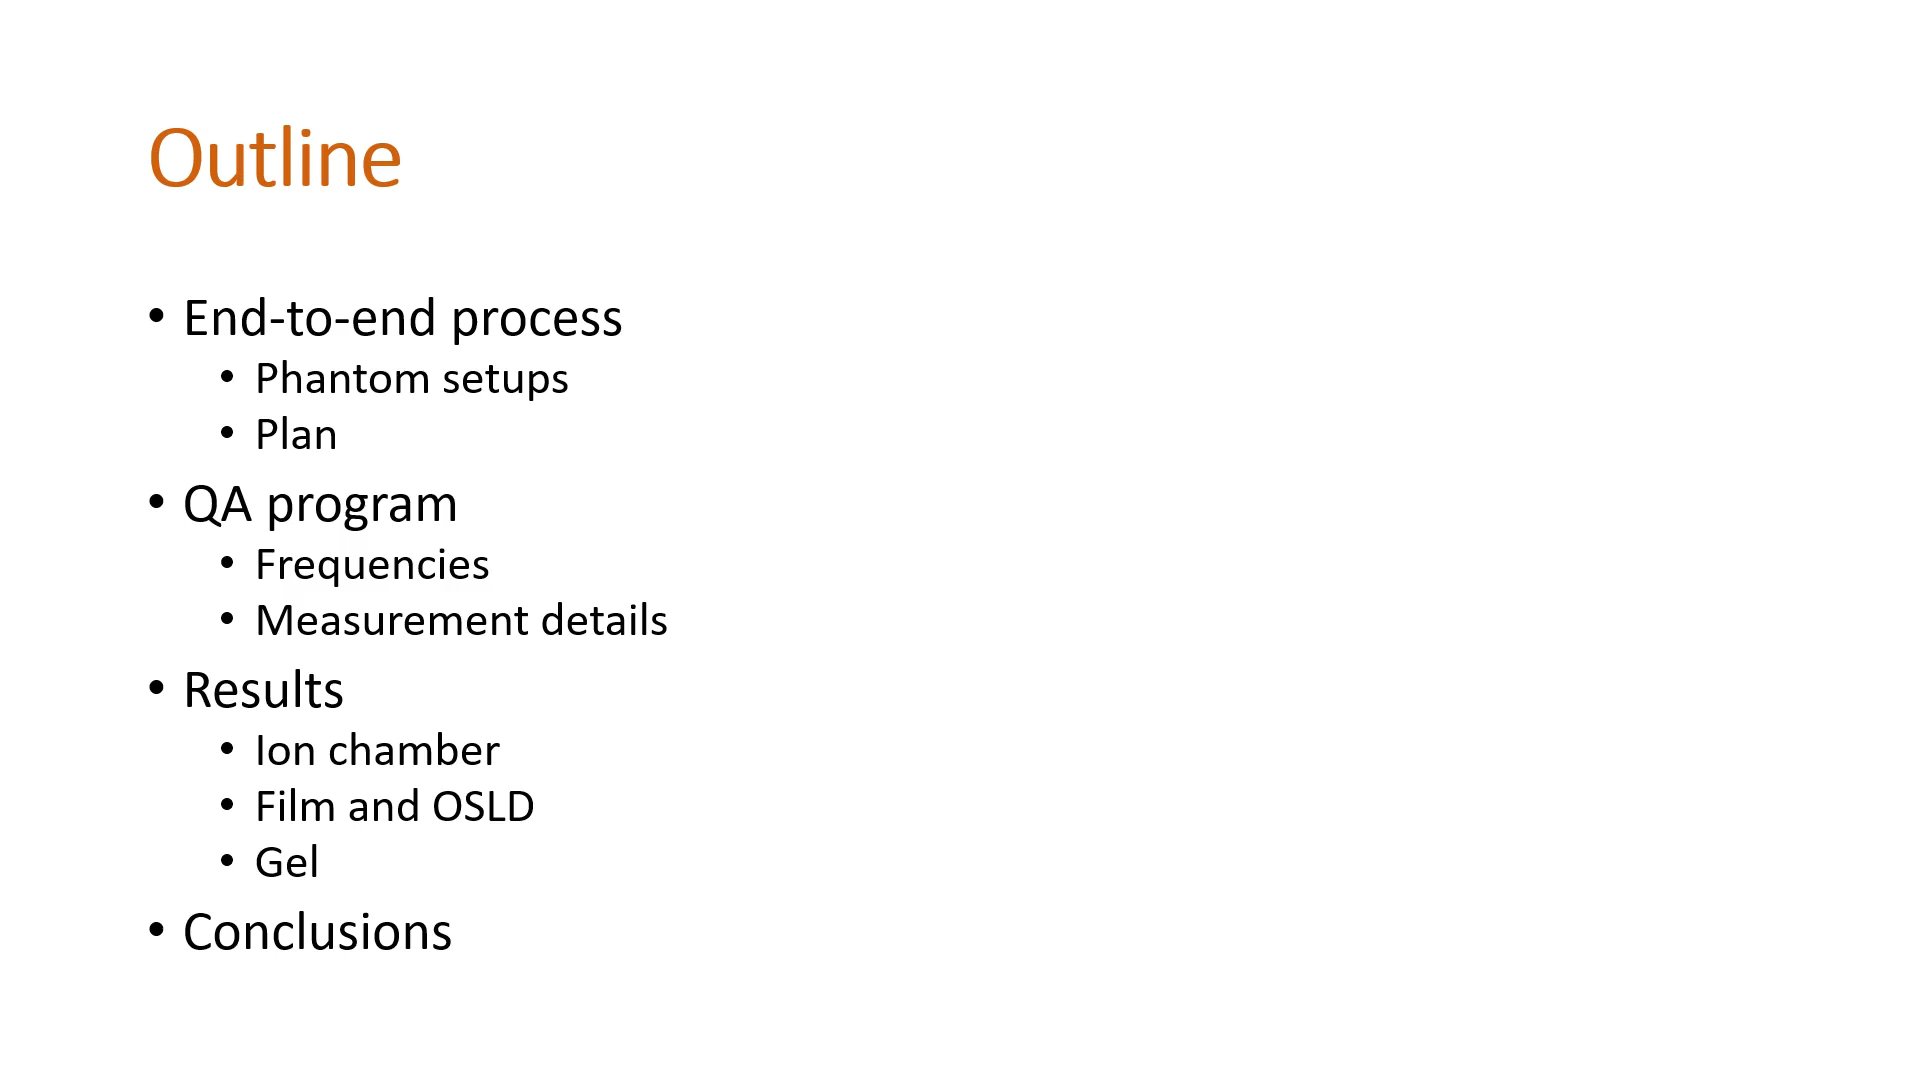 Outline
• End-to-end process
• Phantom setups
• Plan
• QA program
• Frequencies
• Measurement details
• Results
• Ion chamber
• Film and OSLD
• Gel
• Conclusions